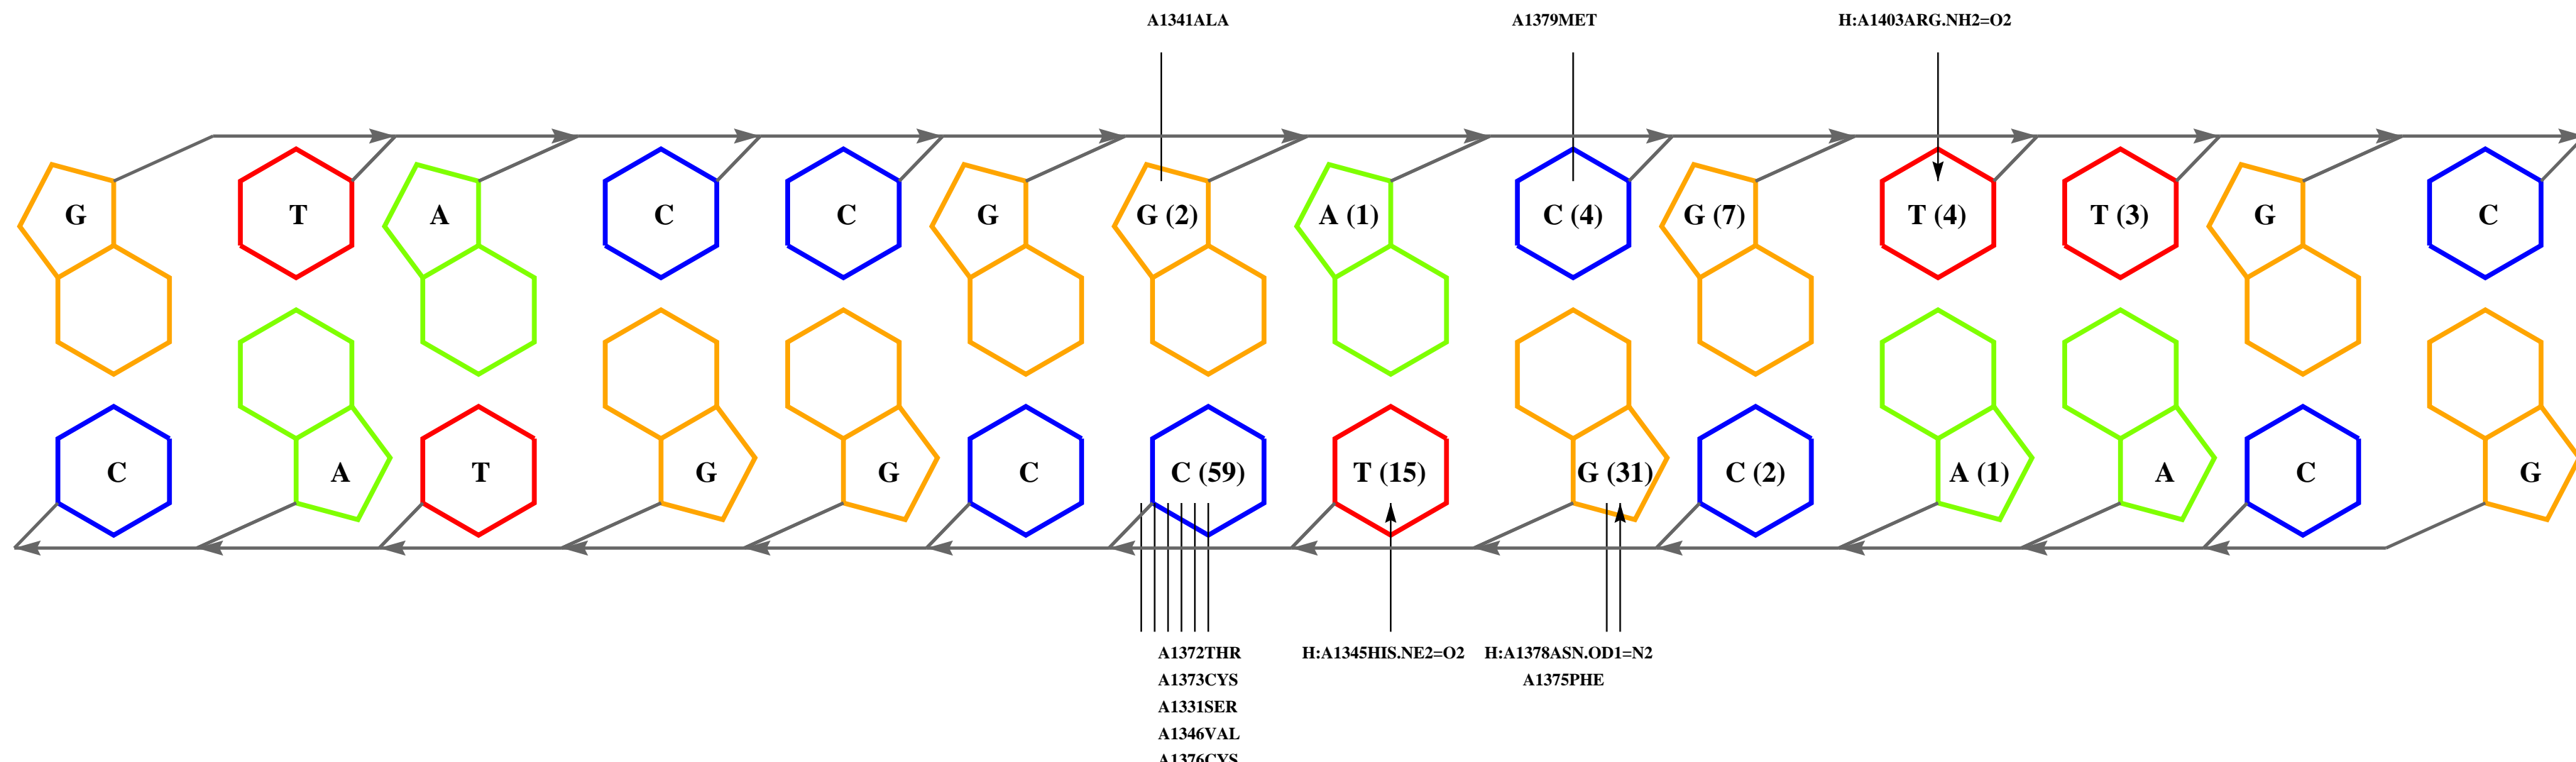 A1341ALA A1379MET H:A1403ARG.NH2=O2
G T A C C G G (2) A (1) C (4) G (7) T (4) T (3) G C
C A T G G C C (59) T (15) G (31) C (2) A (1) A C G
A1372THR H:A1345HIS.NE2=O2 H:A1378ASN.OD1=N2
A1373CYS A1375PHE
A1331SER
A1346VAL
A1376CYS